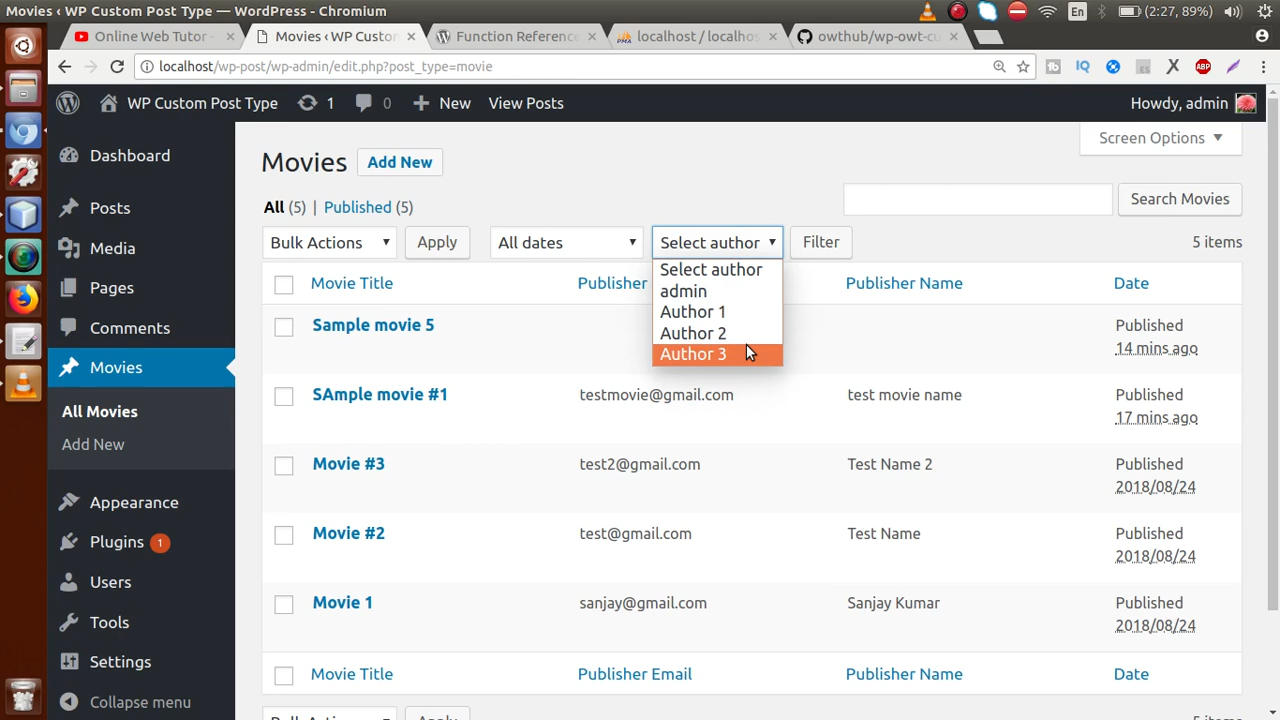 Movies ‹ WP Custom Post Type — WordPress - Chromium
En
(2:27, 89%)
Online Web Tutor -
Movies ‹ WP Custom
Function Reference
localhost / localhos
owthub/wp-owt-cu
localhost/wp-post/wp-admin/edit.php?post_type=movie
WP Custom Post Type
1
0
New
View Posts
Howdy, admin
Dashboard
Posts
Media
Pages
Comments
Movies
All Movies
Add New
Appearance
Plugins 1
Users
Tools
Settings
Collapse menu
Screen Options
Movies
Add New
All (5) | Published (5)
Search Movies
Bulk Actions
Apply
All dates
Select author
Filter
5 items
Select author
admin
Author 1
Author 2
Author 3
Movie Title
Publisher
Publisher Name
Date
Sample movie 5
Published
14 mins ago
SAmple movie #1
testmovie@gmail.com
test movie name
Published
17 mins ago
Movie #3
test2@gmail.com
Test Name 2
Published
2018/08/24
Movie #2
test@gmail.com
Test Name
Published
2018/08/24
Movie 1
sanjay@gmail.com
Sanjay Kumar
Published
2018/08/24
Movie Title
Publisher Email
Publisher Name
Date
Bulk Actions
Apply
5 items